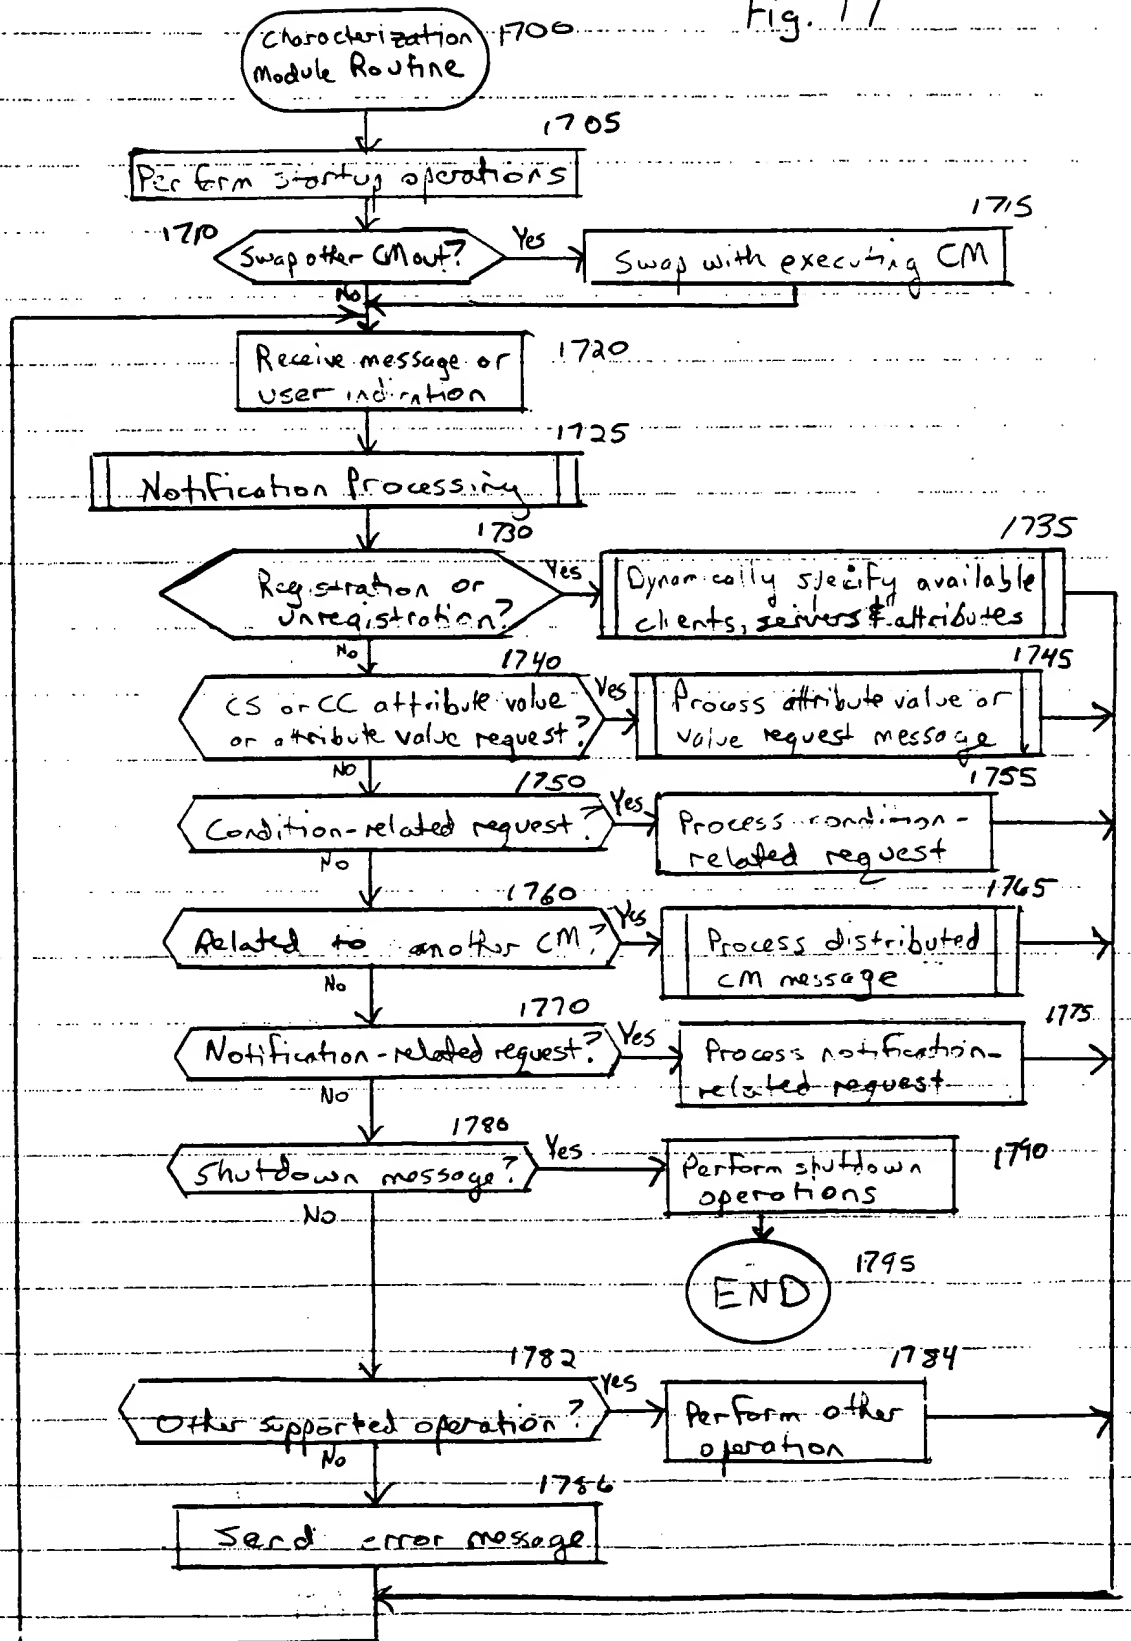 Fig. 17
Characterization
Module Routine
1700
1705
Perform startup operations
1710
Swap other CM out?
Yes
1715
Swap with executing CM
No
Receive message or
user indication
1720
1725
Notification Processing
1730
Registration or
unregistration?
Yes
1735
Dynamically specify available
clients, servers & attributes
No
1740
CS or CC attribute value
or attribute value request?
Yes
1745
Process attribute value or
value request message
No
1750
Condition-related request?
Yes
1755
Process condition-
related request
No
1760
Related to another CM?
Yes
1765
Process distributed
CM message
No
1770
Notification-related request?
Yes
1775
Process notification-
related request
No
1780
Shutdown message?
Yes
1790
Perform shutdown
operations
No
END
1795
1782
Other supported operation?
Yes
1784
Perform other
operation
No
1786
Send error message